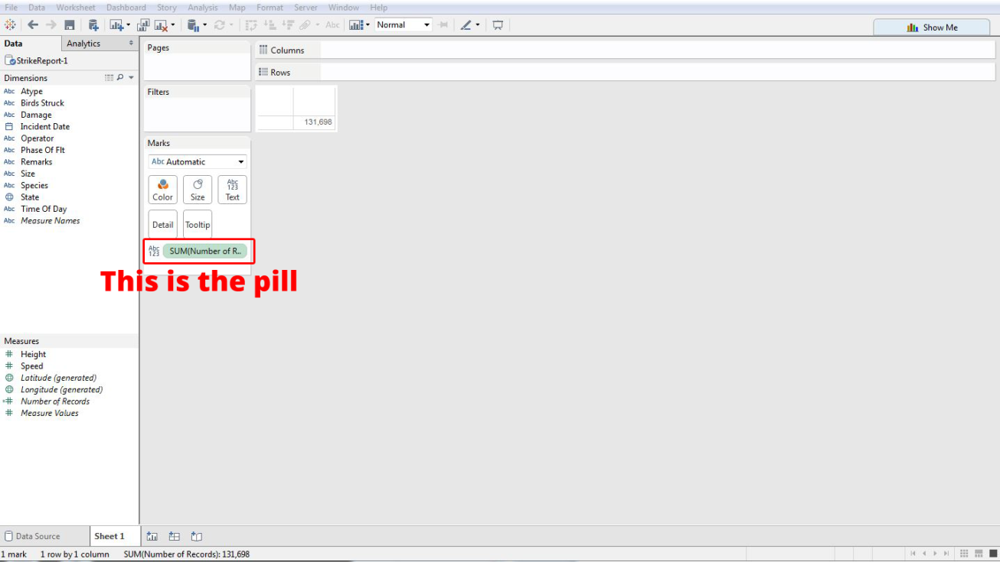 File Data Worksheet Dashboard Story Analysis Map Format Server Window Help
Abc Normal
Show Me
Data Analytics
StrikeReport-1
Dimensions
Abc Atype
Abc Birds Struck
Abc Damage
Incident Date
Abc Operator
Abc Phase Of Flt
Abc Remarks
Abc Size
Abc Species
State
Abc Time Of Day
Abc Measure Names
Measures
# Height
# Speed
Latitude (generated)
Longitude (generated)
=# Number of Records
# Measure Values
Pages
Filters
Marks
Abc Automatic
Color Size Abc 123 Text
Detail Tooltip
Abc 123 SUM(Number of R..
This is the pill
Columns
Rows
131,698
Data Source Sheet 1
1 mark 1 row by 1 column SUM(Number of Records): 131,698